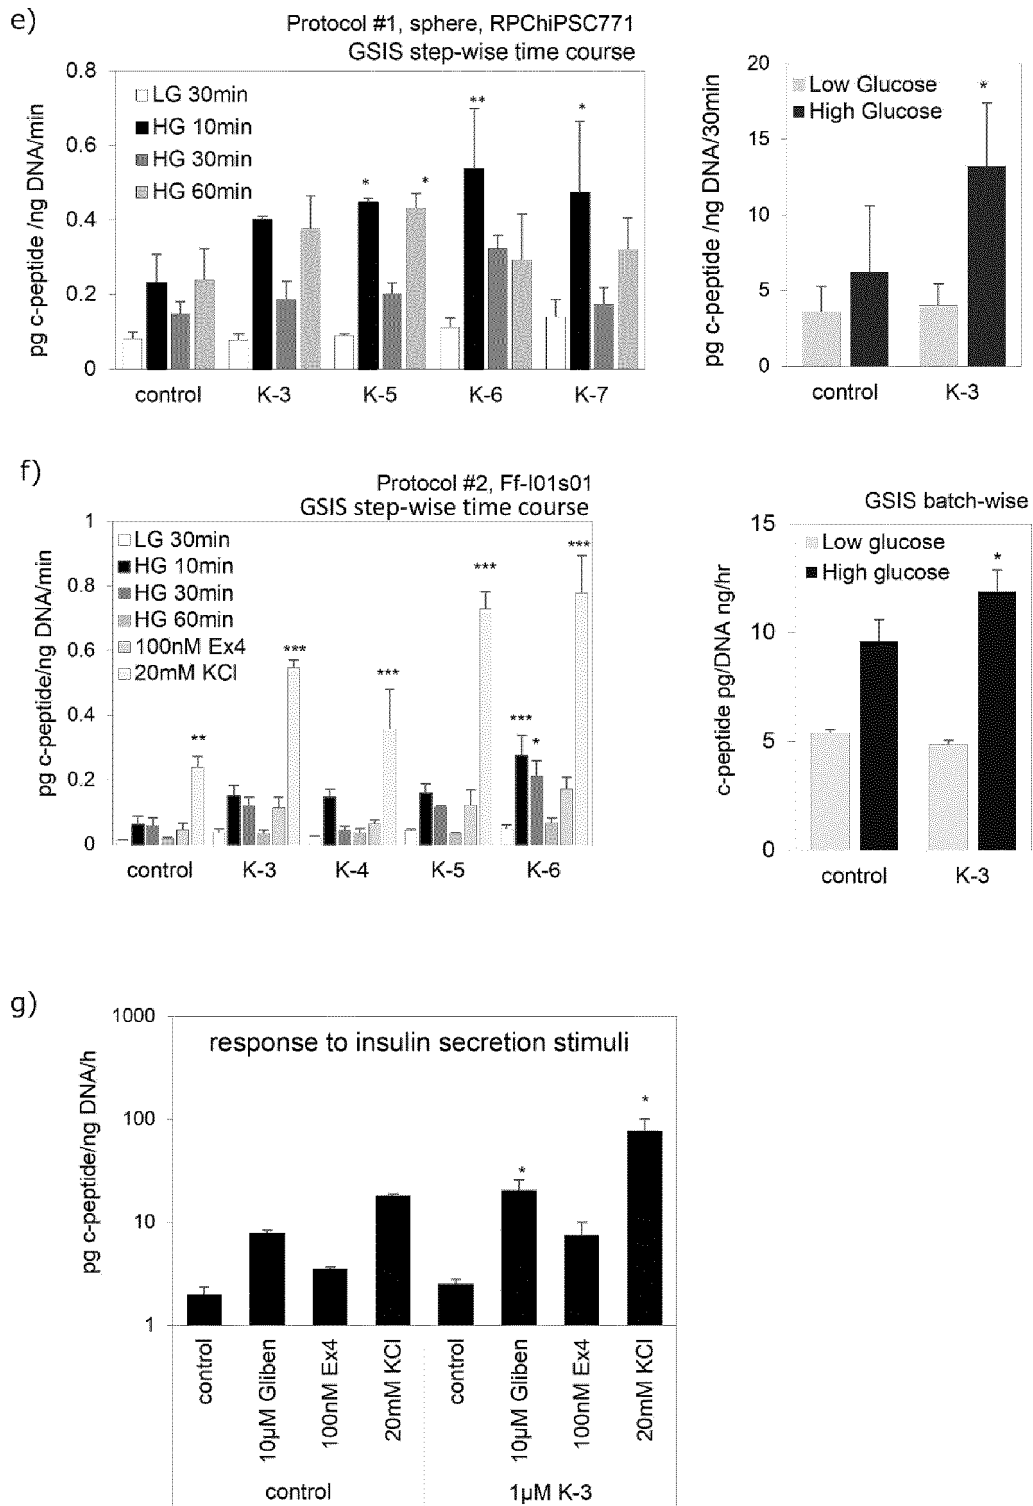 e)
Protocol #1, sphere, RPChiPSC771
GSIS step-wise time course
pg c-peptide /ng DNA/min
0.8
0.6
0.4
0.2
0
LG 30min
HG 10min
HG 30min
HG 60min
*
*
**
*
control
K-3
K-5
K-6
K-7
pg c-peptide /ng DNA/30min
20
15
10
5
0
Low Glucose
High Glucose
*
control
K-3
f)
Protocol #2, Ff-I01s01
GSIS step-wise time course
pg c-peptide/ng DNA/min
1
0.8
0.6
0.4
0.2
0
LG 30min
HG 10min
HG 30min
HG 60min
100nM Ex4
20mM KCl
**
***
***
***
***
*
***
control
K-3
K-4
K-5
K-6
GSIS batch-wise
c-peptide pg/DNA ng/hr
15
10
5
0
Low glucose
High glucose
*
control
K-3
g)
response to insulin secretion stimuli
pg c-peptide/ng DNA/h
1000
100
10
1
*
*
control
10µM Gliben
100nM Ex4
20mM KCl
control
10µM Gliben
100nM Ex4
20mM KCl
control
1µM K-3